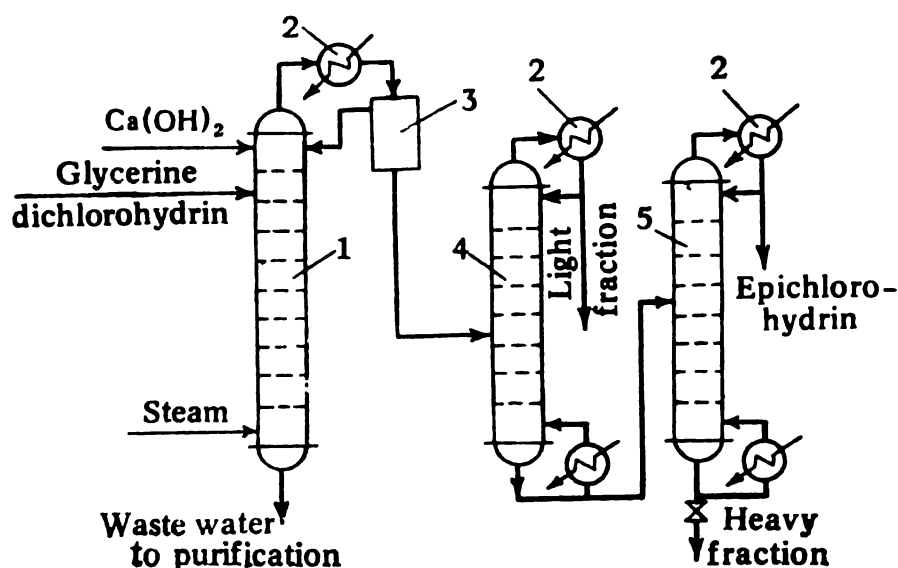 2
2
2
3
Ca(OH)₂
Glycerine
dichlorohydrin
1
4
5
Light
fraction
Epichloro-
hydrin
Steam
Waste water
to purification
Heavy
fraction